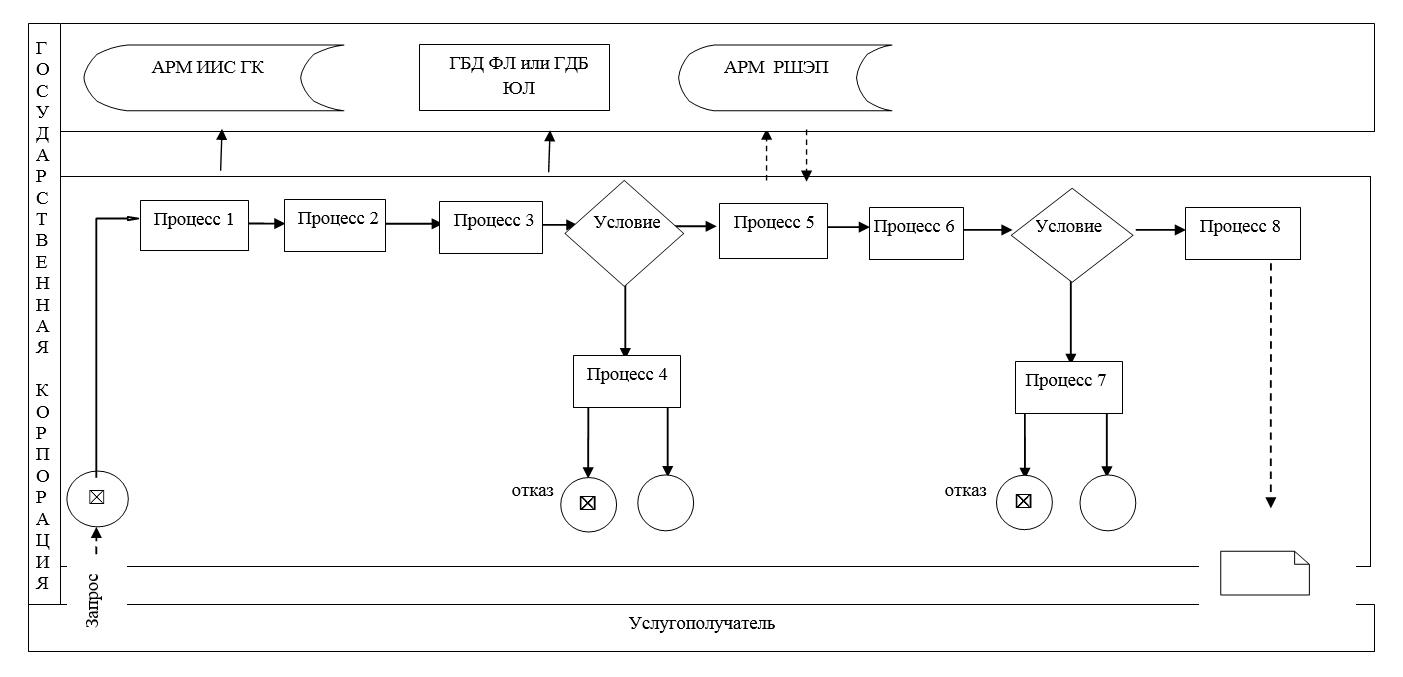 ГОСУДАРСТВЕННАЯ КОРПОРАЦИЯ
АРМ ИИС ГК
ГБД ФЛ или ГДБ
ЮЛ
АРМ РШЭП
Процесс 1
Процесс 2
Процесс 3
Условие
Процесс 5
Процесс 6
Условие
Процесс 8
Процесс 4
Процесс 7
отказ
отказ
Запрос
Услугополучатель